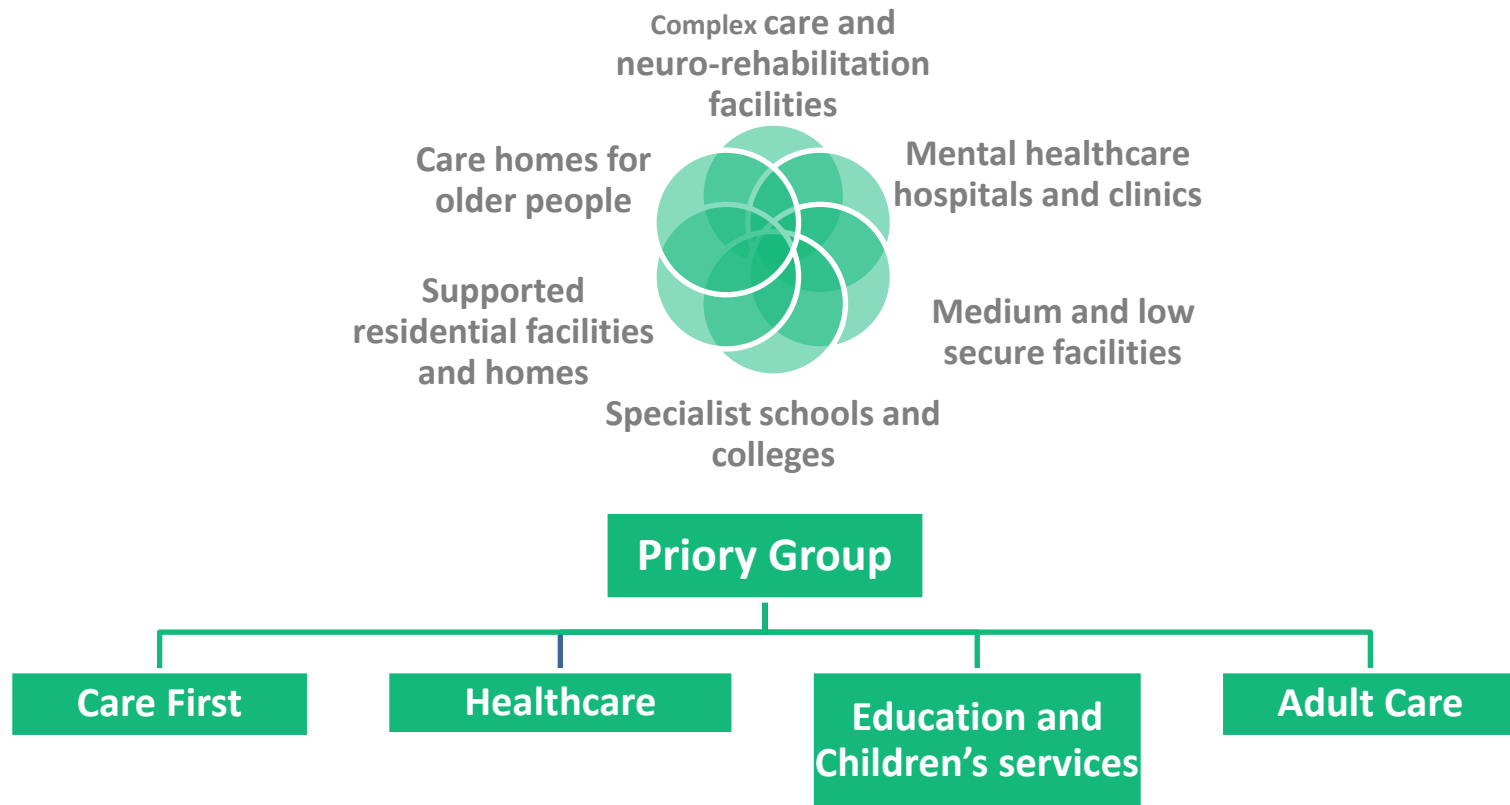 Complex care and
neuro-rehabilitation
facilities
Care homes for
older people
Mental healthcare
hospitals and clinics
Supported
residential facilities
and homes
Medium and low
secure facilities
Specialist schools and
colleges
Priory Group
Care First
Healthcare
Education and
Children’s services
Adult Care